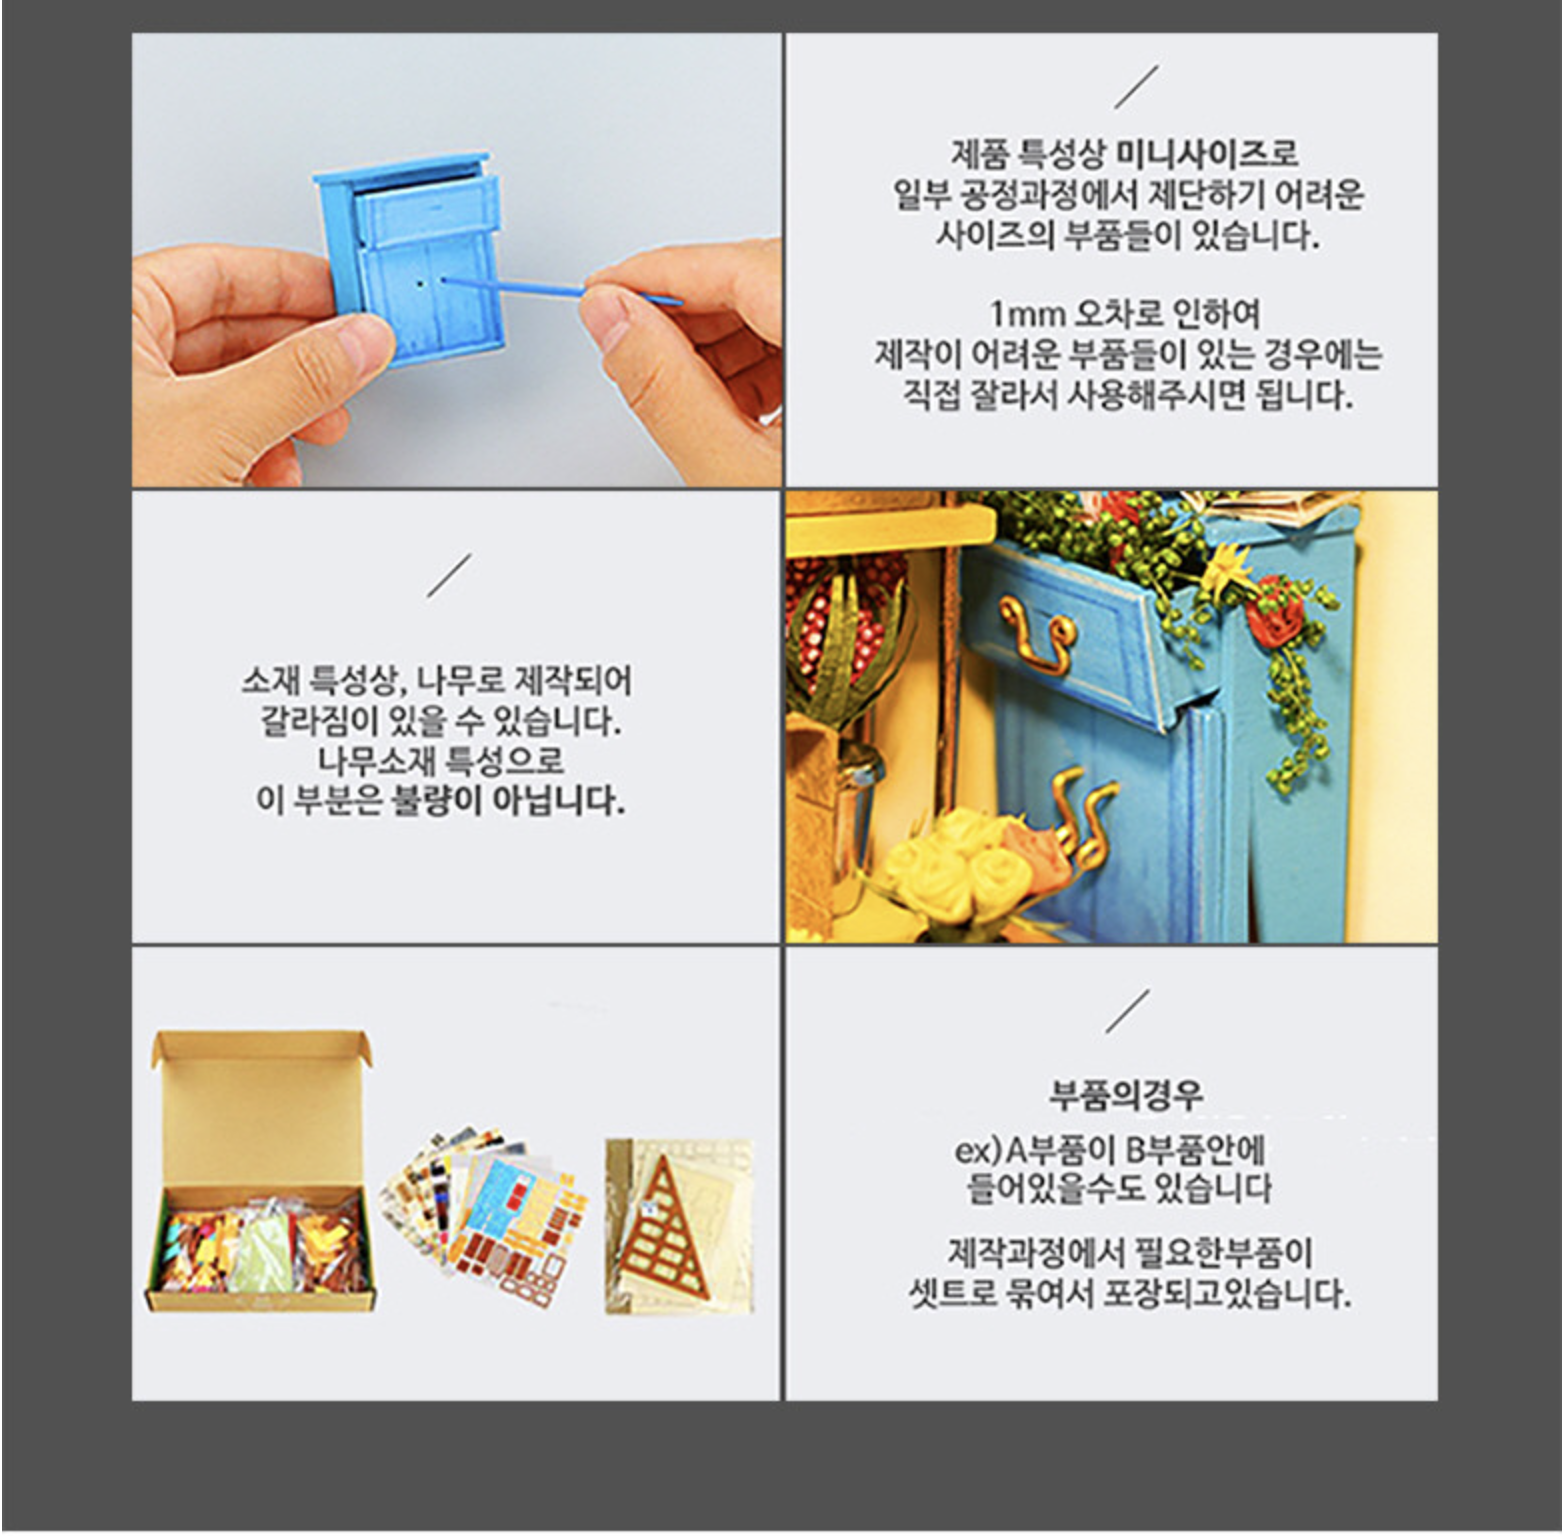 제품 특성상 미니사이즈로
일부 공정과정에서 제단하기 어려운
사이즈의 부품들이 있습니다.
1mm 오차로 인하여
제작이 어려운 부품들이 있는 경우에는
직접 잘라서 사용해주시면 됩니다.
소재 특성상, 나무로 제작되어
갈라짐이 있을 수 있습니다.
나무소재 특성으로
이 부분은 불량이 아닙니다.
부품의경우
ex)A부품이 B부품안에
들어있을수도 있습니다
제작과정에서 필요한부품이
셋트로 묶여서 포장되고있습니다.